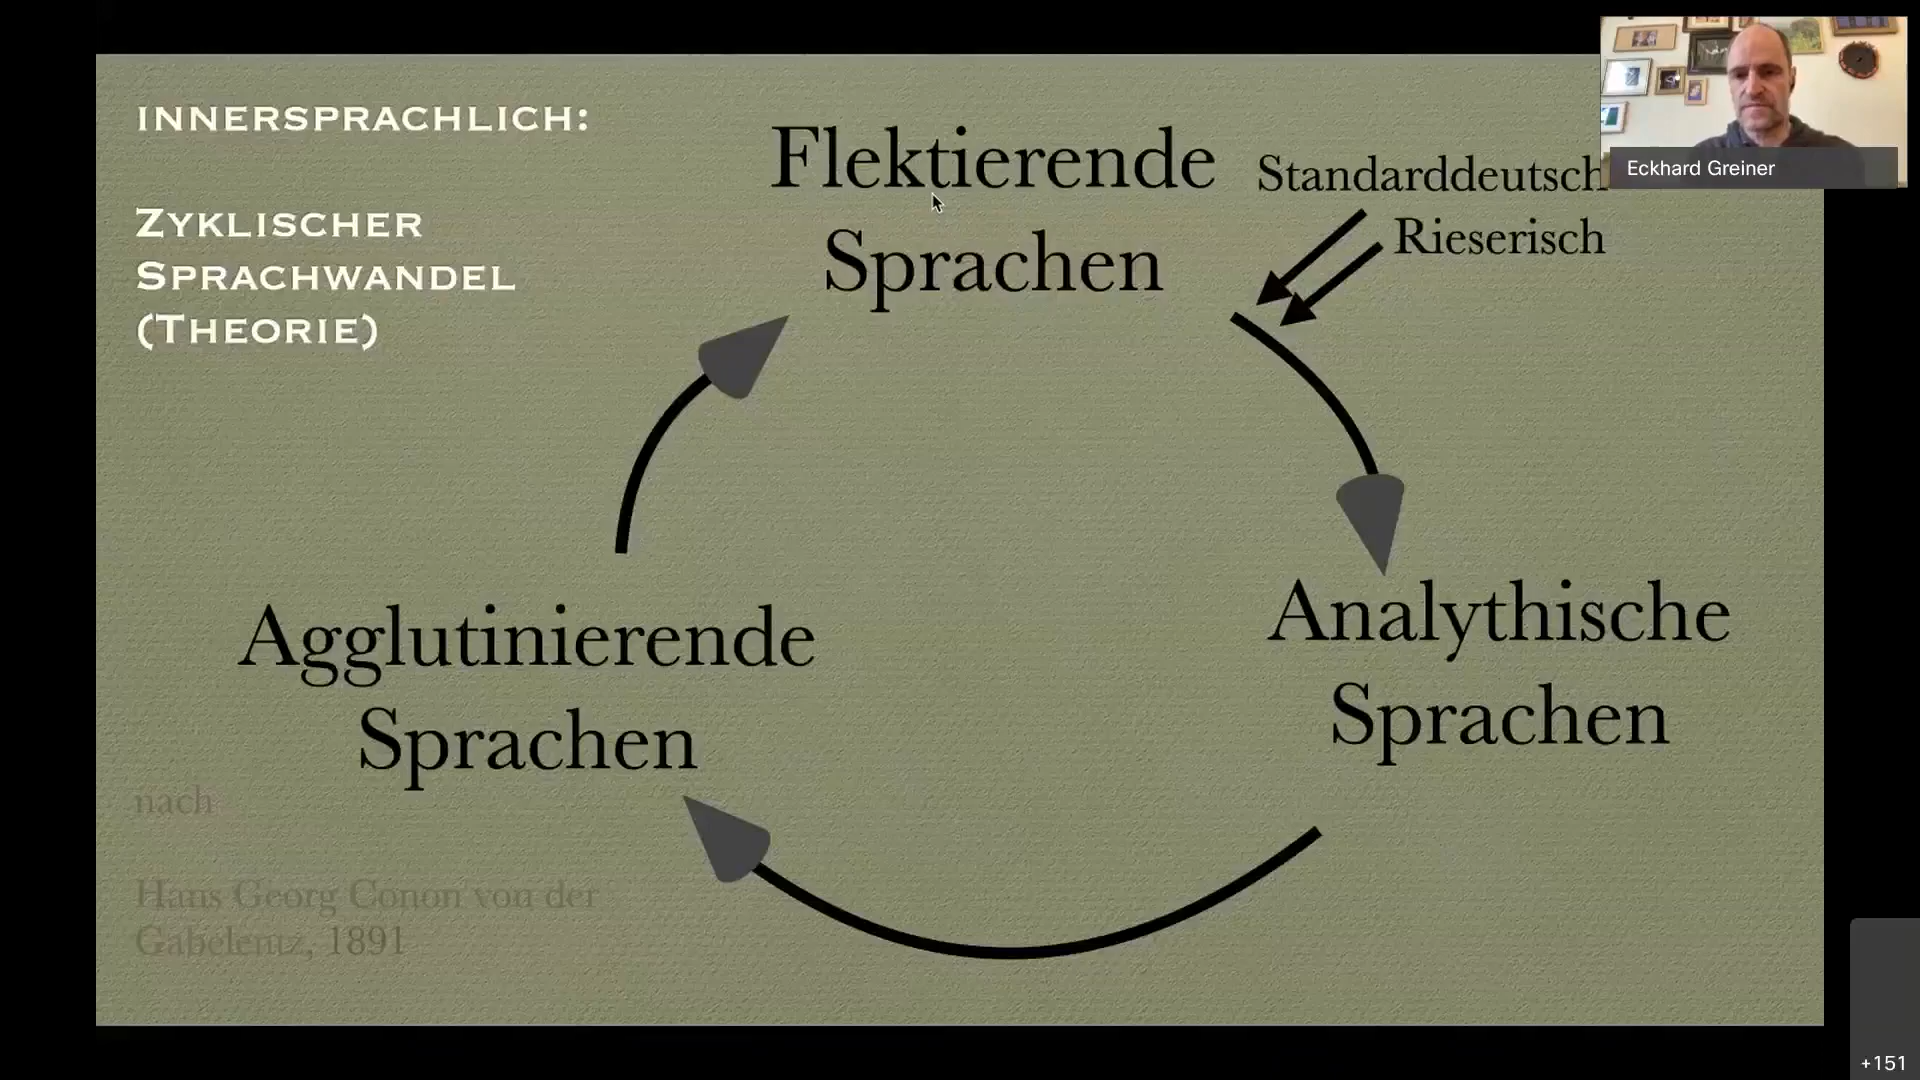 INNERSPRACHLICH:
ZYKLISCHER
SPRACHWANDEL
(THEORIE)
Flektierende
Sprachen
Standarddeutsch
Rieserisch
Eckhard Greiner
Agglutinierende
Sprachen
Analythische
Sprachen
nach
Hans Georg Conon von der
Gabelentz, 1891
+151